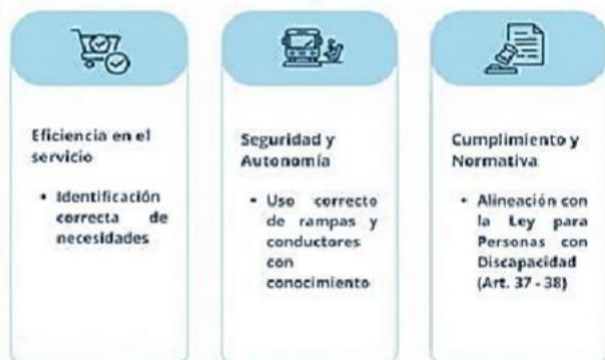 Eficiencia en el
servicio
• Identificación
correcta de
necesidades
Seguridad y
Autonomía
• Uso correcto
de rampas y
conductores
con
conocimiento
Cumplimiento y
Normativa
• Alineación con
la Ley para
Personas con
Discapacidad
(Art. 37 - 38)